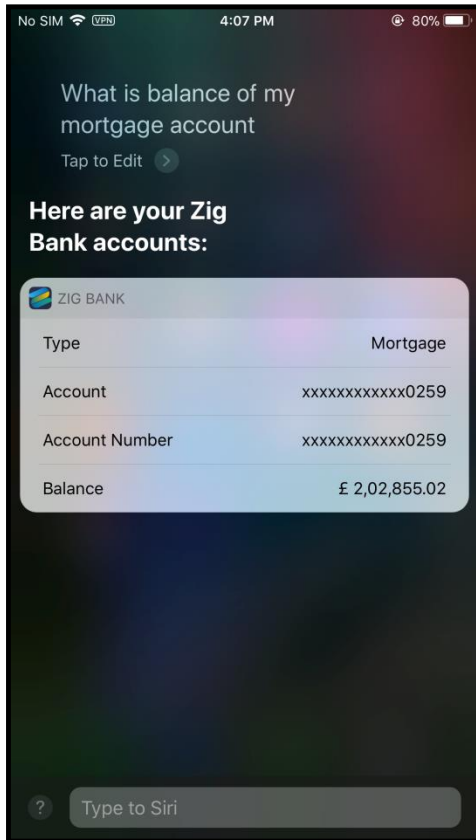 No SIM VPN 4:07 PM 80%
What is balance of my
mortgage account
Tap to Edit
Here are your Zig
Bank accounts:
ZIG BANK
Type Mortgage
Account xxxxxxxxxxxx0259
Account Number xxxxxxxxxxxx0259
Balance £ 2,02,855.02
? Type to Siri